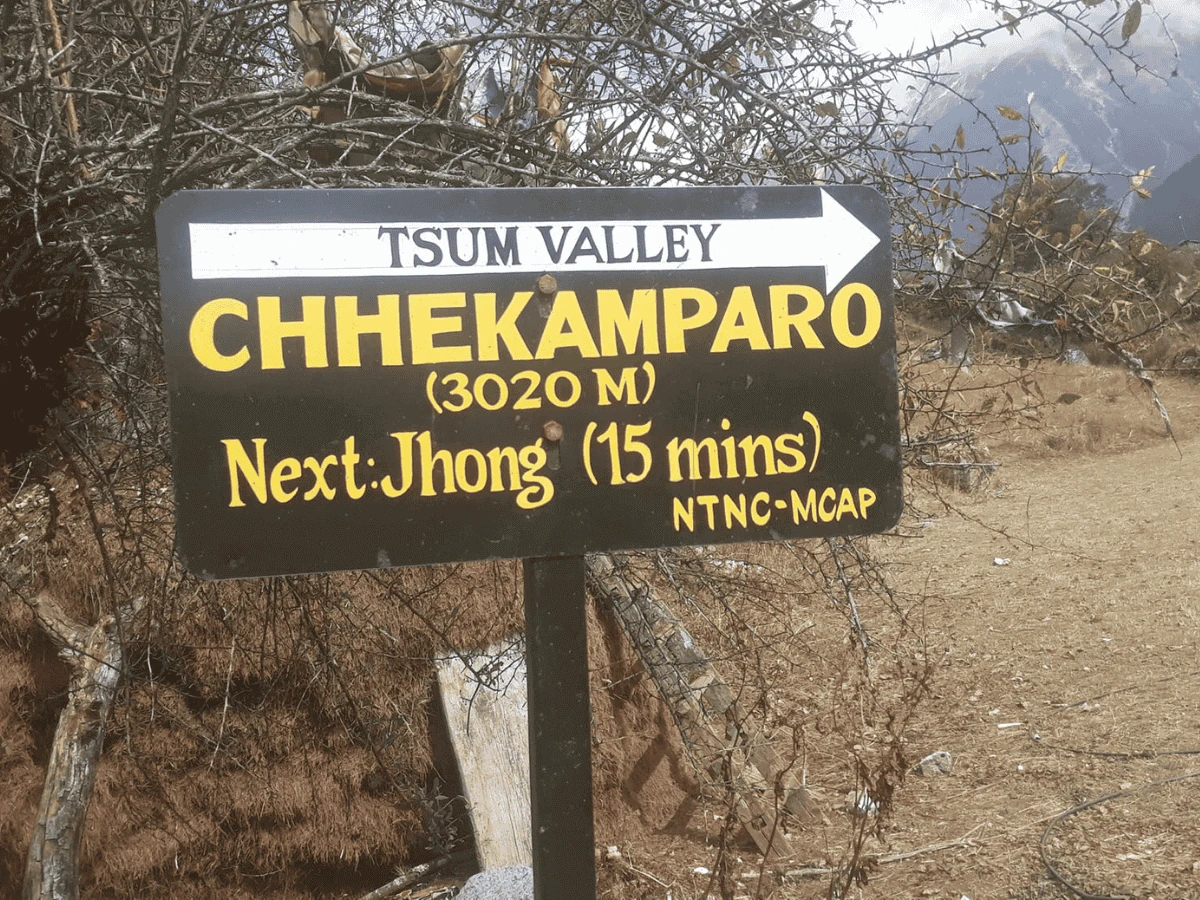 TSUM VALLEY
CHHEKAMPARO
(3020 M)
Next: Jhong (15 mins)
NTNC-MCAP